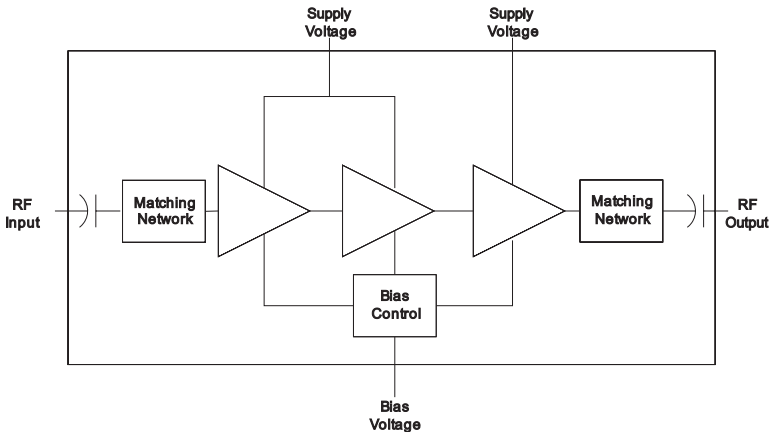 Supply
Voltage
Supply
Voltage
RF
Input
Matching
Network
Matching
Network
RF
Output
Bias
Control
Bias
Voltage